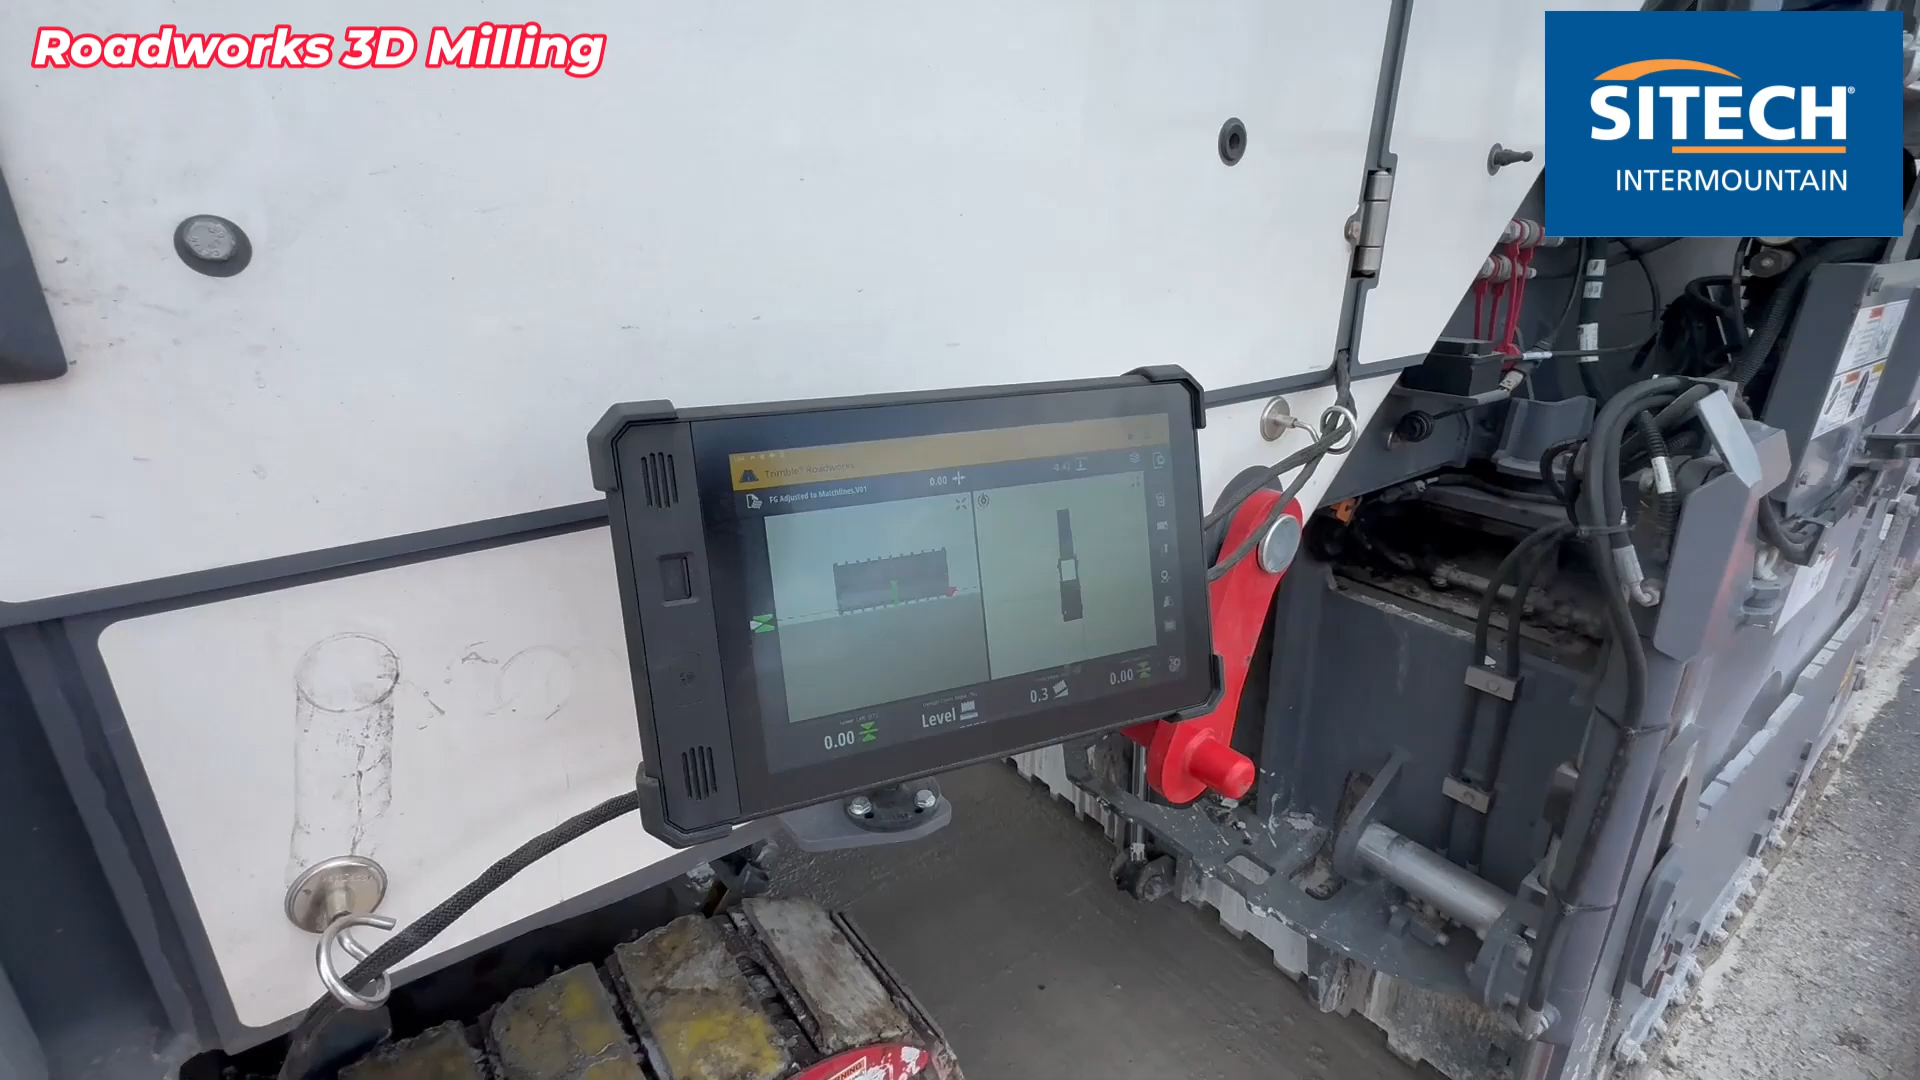 Roadworks 3D Milling
SITECH®
INTERMOUNTAIN
Trimble® Roadworks
FG Adjusted to Matchlines.V01
0.00
0.00
Level
0.3
0.00